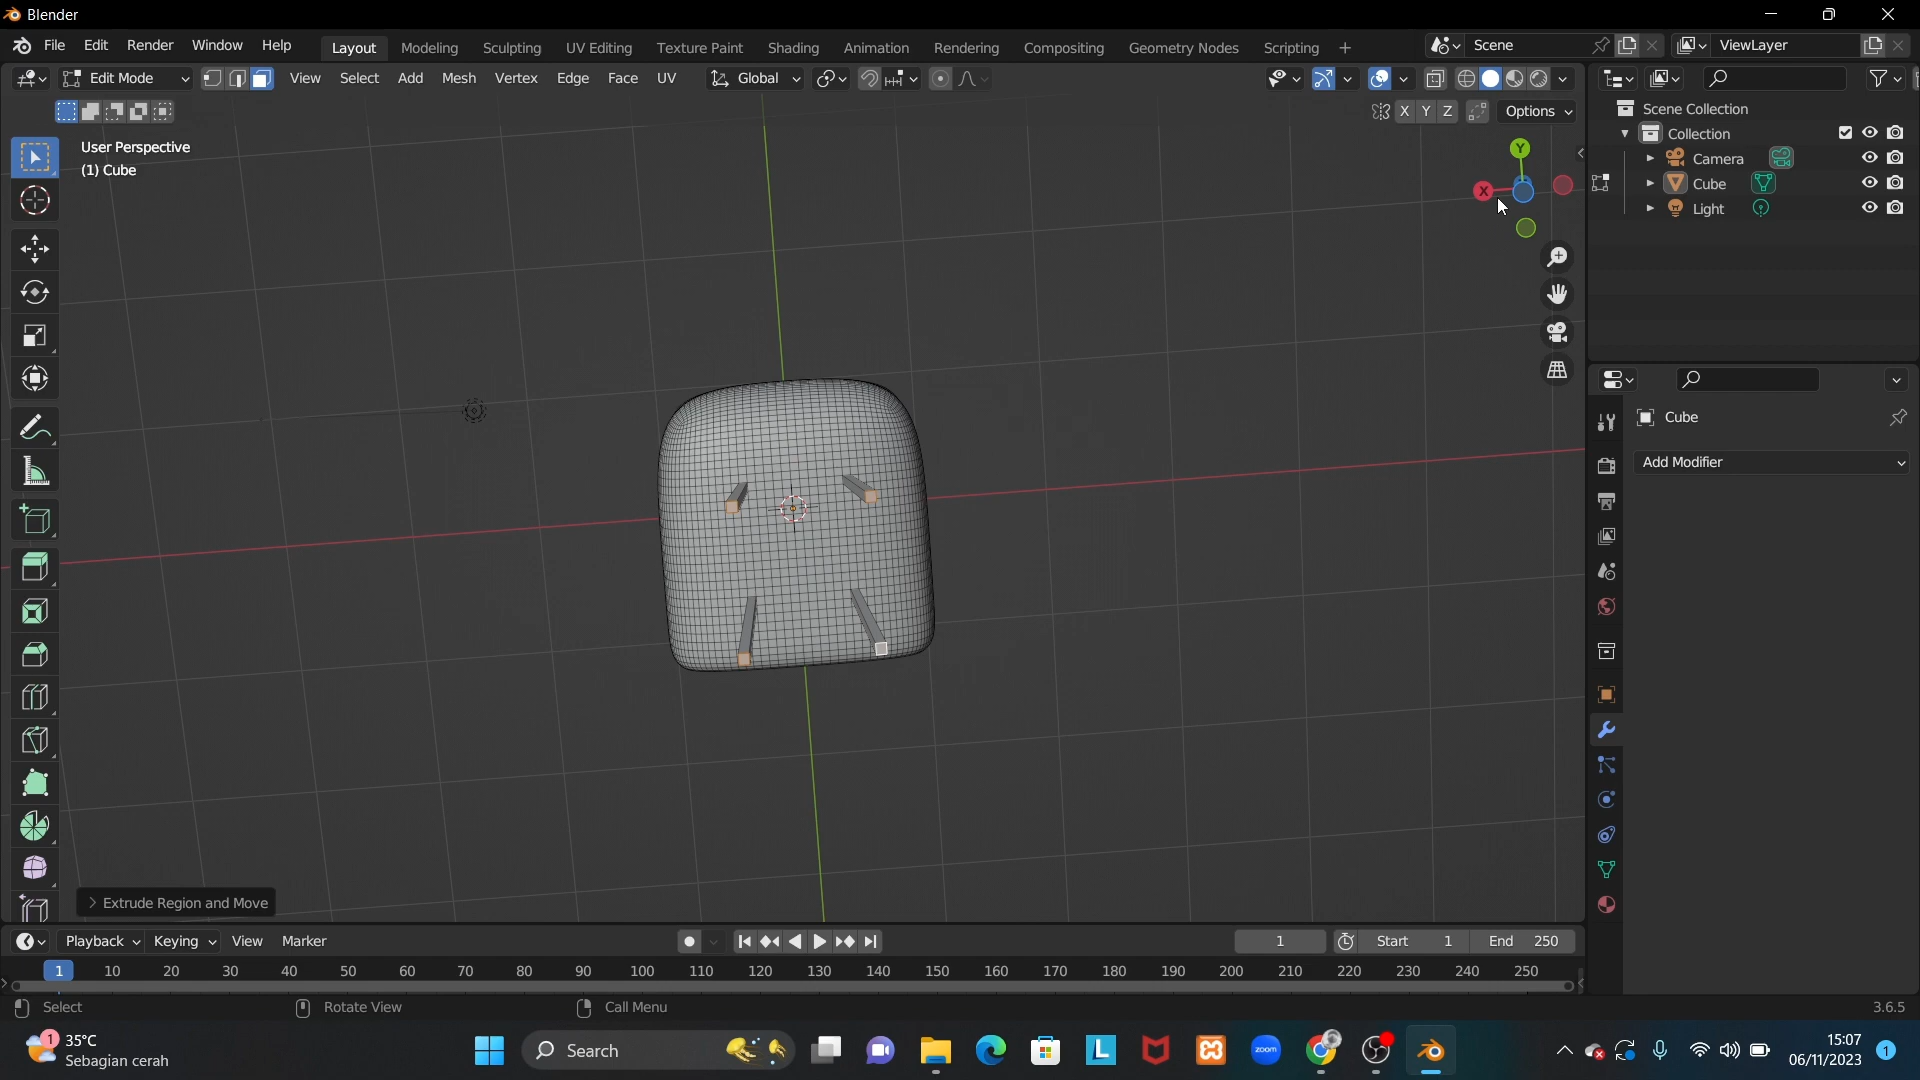 Blender
File Edit Render Window Help Layout Modeling Sculpting UV Editing Texture Paint Shading Animation Rendering Compositing Geometry Nodes Scripting + Scene ViewLayer
Edit Mode View Select Add Mesh Vertex Edge Face UV Global
X Y Z Options
User Perspective
(1) Cube
Y
X
Scene Collection
Collection
Camera
Cube
Light
Cube
Add Modifier
Extrude Region and Move
Playback Keying View Marker 1 Start 1 End 250
1 10 20 30 40 50 60 70 80 90 100 110 120 130 140 150 160 170 180 190 200 210 220 230 240 250
Select Rotate View Call Menu 3.6.5
1 35°C
Sebagian cerah
Search
L
zoom
15:07
06/11/2023
1